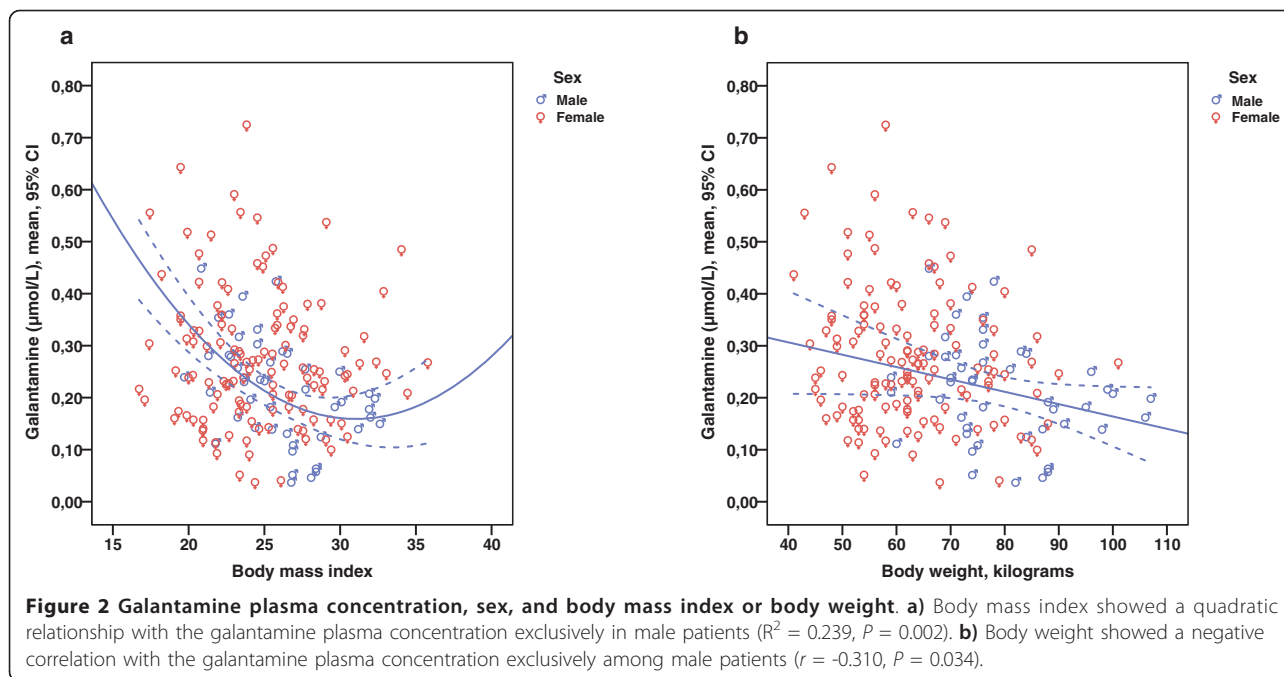 a
b
Sex
Male
Female
Galantamine (µmol/L), mean, 95% CI
0,80
0,70
0,60
0,50
0,40
0,30
0,20
0,10
0,00
15 20 25 30 35 40
Body mass index
Sex
Male
Female
Galantamine (µmol/L), mean, 95% CI
0,80
0,70
0,60
0,50
0,40
0,30
0,20
0,10
0,00
40 50 60 70 80 90 100 110
Body weight, kilograms
Figure 2 Galantamine plasma concentration, sex, and body mass index or body weight. a) Body mass index showed a quadratic
relationship with the galantamine plasma concentration exclusively in male patients (R² = 0.239, P = 0.002). b) Body weight showed a negative
correlation with the galantamine plasma concentration exclusively among male patients (r = -0.310, P = 0.034).